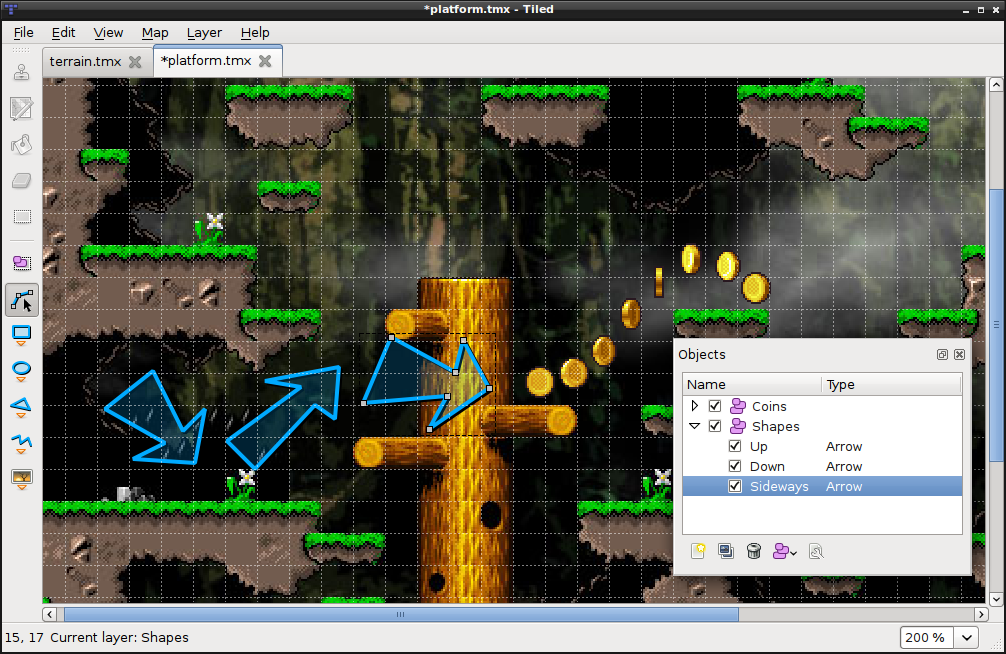 *platform.tmx - Tiled
File Edit View Map Layer Help
terrain.tmx *platform.tmx
Objects
Name Type
Coins
Shapes
Up Arrow
Down Arrow
Sideways Arrow
15, 17 Current layer: Shapes 200 %